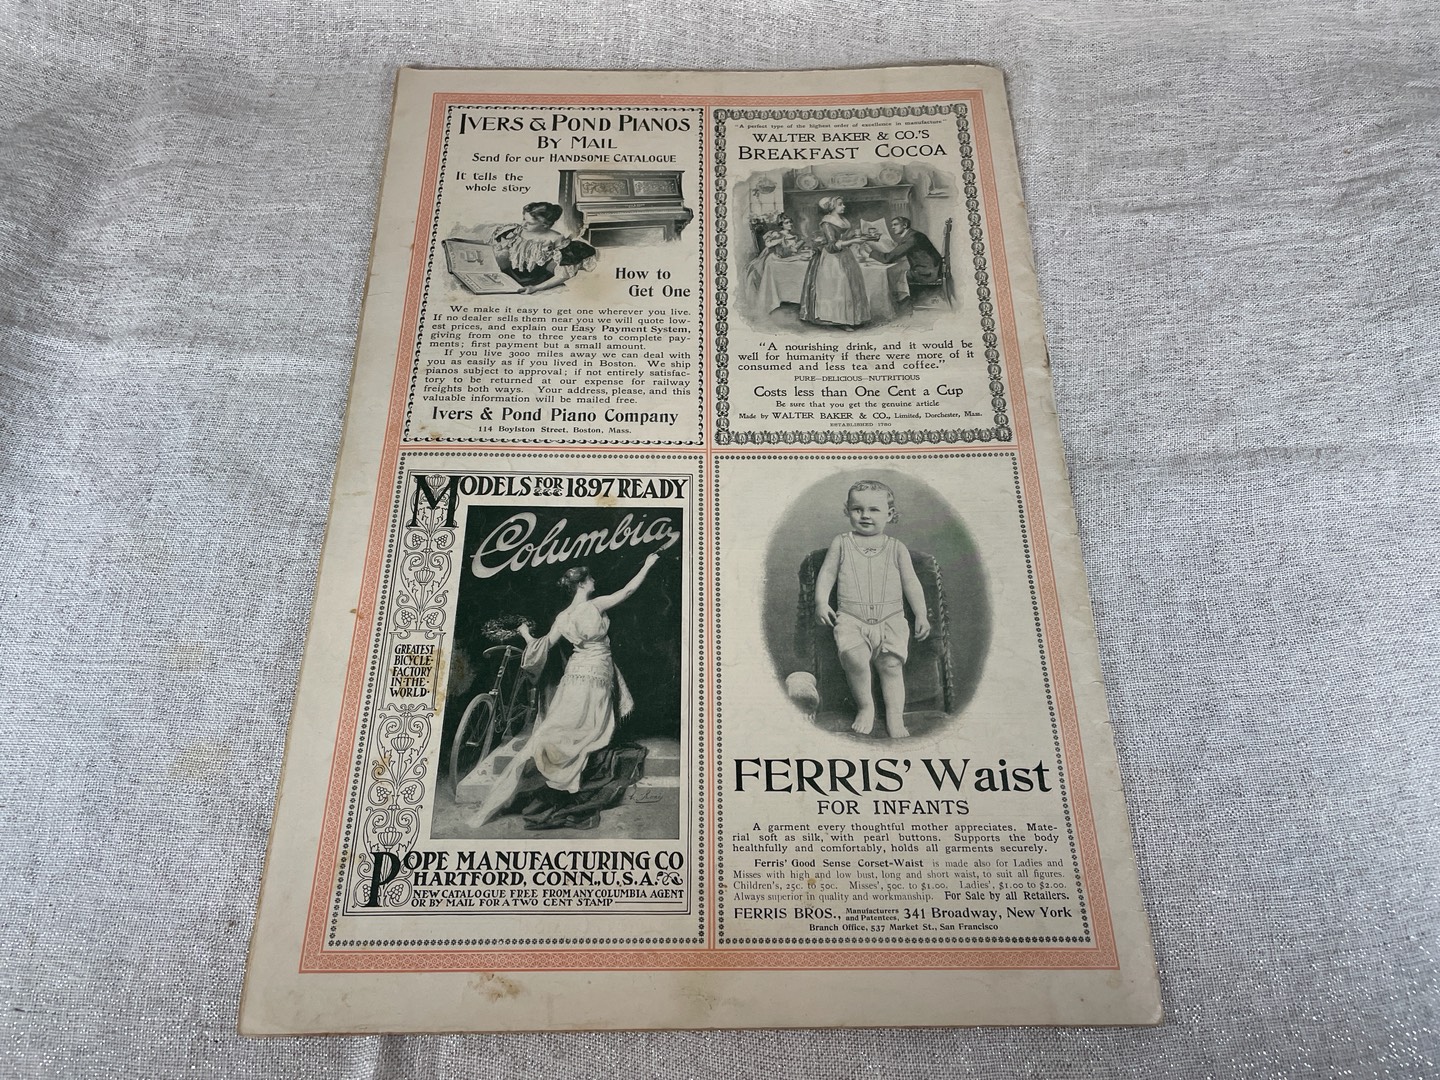 IVERS & POND PIANOS
BY MAIL
Send for our HANDSOME CATALOGUE
It tells the
whole story
How to
Get One
We make it easy to get one wherever you live.
If no dealer sells them near you we will quote low-
est prices, and explain our Easy Payment System,
giving from one to three years to complete pay-
ments; first payment but a small amount.
If you live 3000 miles away we can deal with
you as easily as if you lived in Boston. We ship
pianos subject to approval; if not entirely satisfac-
tory to be returned at our expense for railway
freights both ways. Your address, please, and this
valuable information will be mailed free.
Ivers & Pond Piano Company
114 Boylston Street, Boston, Mass.
"A perfect type of the highest order of excellence in manufacture"
WALTER BAKER & CO.'S
BREAKFAST COCOA
"A nourishing drink, and it would be
well for humanity if there were more of it
consumed and less tea and coffee."
PURE—DELICIOUS—NUTRITIOUS
Costs less than One Cent a Cup
Be sure that you get the genuine article
Made by WALTER BAKER & CO., Limited, Dorchester, Mass.
ESTABLISHED 1780
MODELS FOR 1897 READY
Columbia
GREATEST
BICYCLE
FACTORY
IN·THE·
WORLD·
POPE MANUFACTURING CO
HARTFORD, CONN., U.S.A.
NEW CATALOGUE FREE FROM ANY COLUMBIA AGENT
OR BY MAIL FOR A TWO CENT STAMP
FERRIS' Waist
FOR INFANTS
A garment every thoughtful mother appreciates. Mate-
rial soft as silk, with pearl buttons. Supports the body
healthfully and comfortably, holds all garments securely.
Ferris' Good Sense Corset-Waist is made also for Ladies and
Misses with high and low bust, long and short waist, to suit all figures.
Children's, 25c. to 50c. Misses', 50c. to $1.00. Ladies', $1.00 to $2.00.
Always superior in quality and workmanship. For Sale by all Retailers.
FERRIS BROS., Manufacturers and Patentees, 341 Broadway, New York
Branch Office, 537 Market St., San Francisco